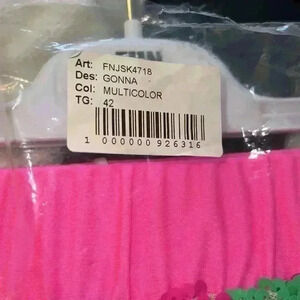 Art: FNJSK4718
Des: GONNA
Col: MULTICOLOR
TG: 42
1 000000 926316